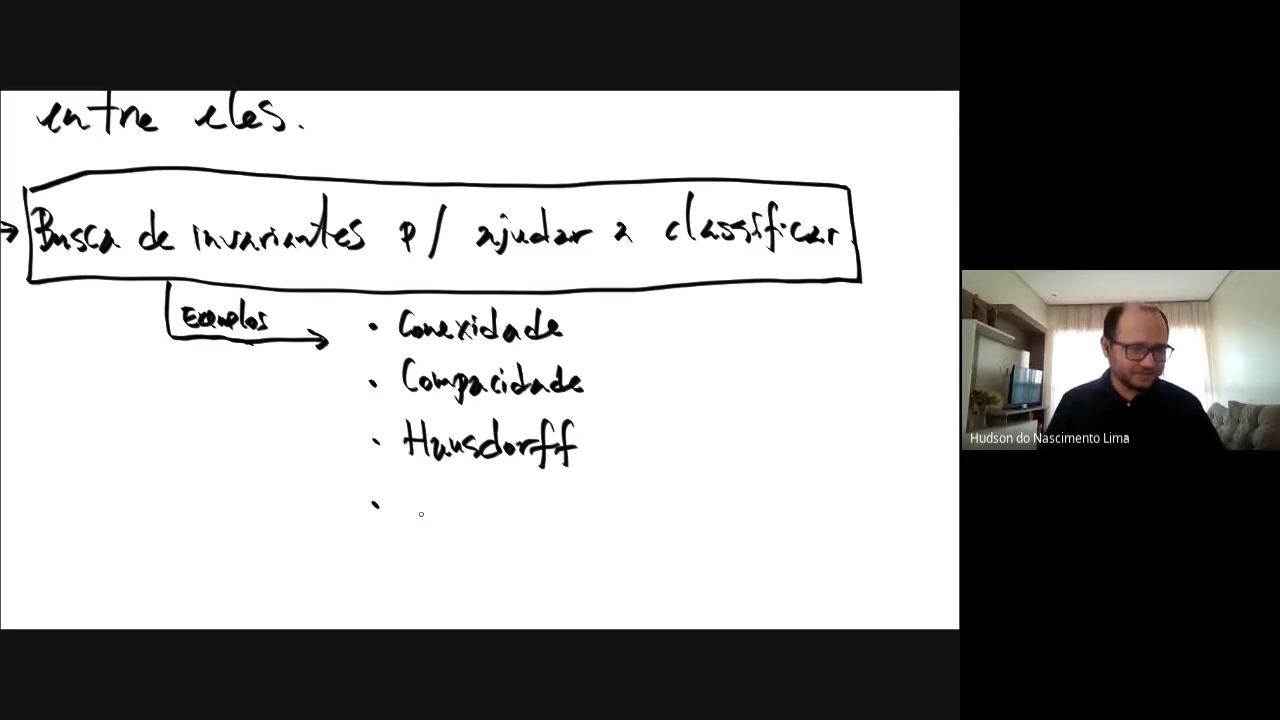 entre eles.
Busca de invariantes p/ ajudar a classificar.
Exemplos
• Conexidade
• Compacidade
• Hausdorff
•
Hudson do Nascimento Lima